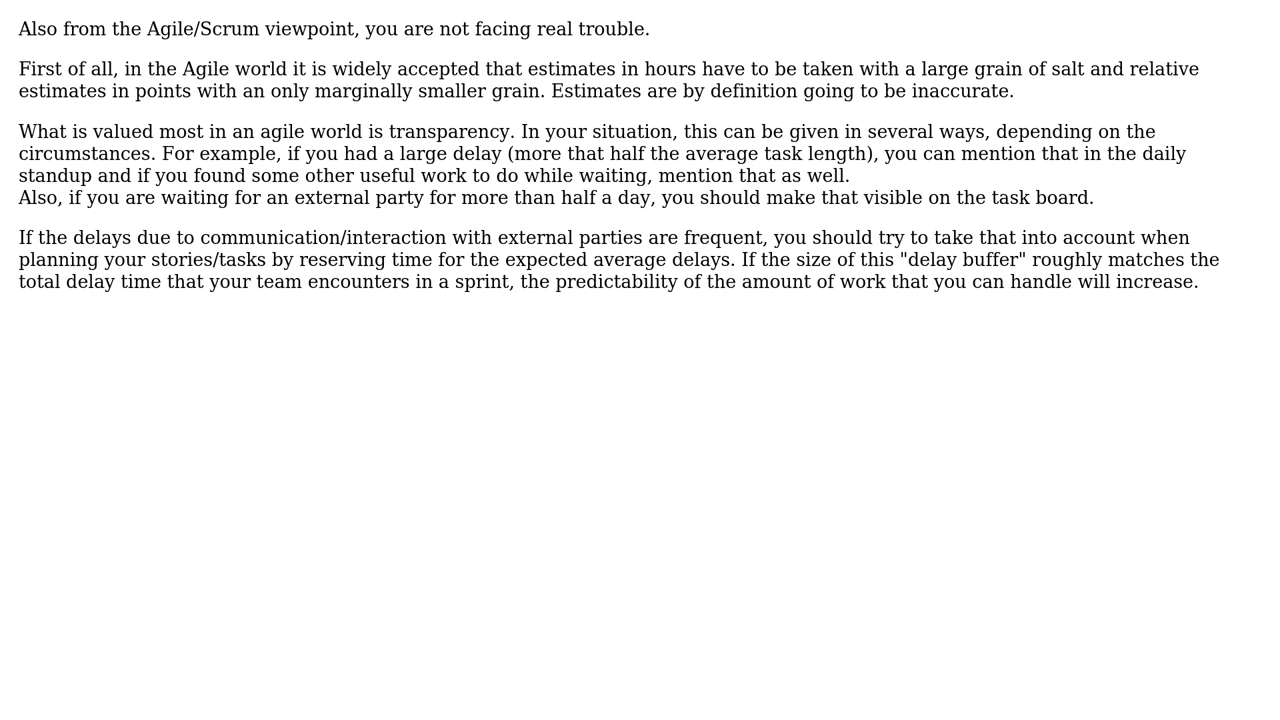 Also from the Agile/Scrum viewpoint, you are not facing real trouble.
First of all, in the Agile world it is widely accepted that estimates in hours have to be taken with a large grain of salt and relative
estimates in points with an only marginally smaller grain. Estimates are by definition going to be inaccurate.
What is valued most in an agile world is transparency. In your situation, this can be given in several ways, depending on the
circumstances. For example, if you had a large delay (more that half the average task length), you can mention that in the daily
standup and if you found some other useful work to do while waiting, mention that as well.
Also, if you are waiting for an external party for more than half a day, you should make that visible on the task board.
If the delays due to communication/interaction with external parties are frequent, you should try to take that into account when
planning your stories/tasks by reserving time for the expected average delays. If the size of this "delay buffer" roughly matches the
total delay time that your team encounters in a sprint, the predictability of the amount of work that you can handle will increase.